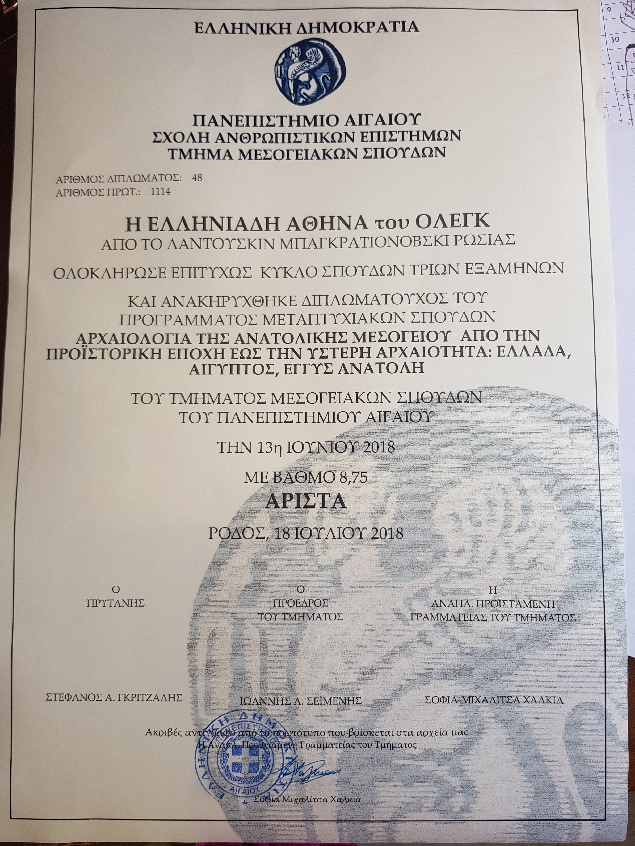 ΕΛΛΗΝΙΚΗ ΔΗΜΟΚΡΑΤΙΑ
ΠΑΝΕΠΙΣΤΗΜΙΟ ΑΙΓΑΙΟΥ
ΣΧΟΛΗ ΑΝΘΡΩΠΙΣΤΙΚΩΝ ΕΠΙΣΤΗΜΩΝ
ΤΜΗΜΑ ΜΕΣΟΓΕΙΑΚΩΝ ΣΠΟΥΔΩΝ
ΑΡΙΘΜΟΣ ΔΙΠΛΩΜΑΤΟΣ: 48
ΑΡΙΘΜΟΣ ΠΡΩΤ.: 1114
Η ΕΛΛΗΝΙΑΔΗ ΑΘΗΝΑ του ΟΛΕΓΚ
ΑΠΟ ΤΟ ΛΑΝΤΟΥΣΚΙΝ ΜΠΑΓΚΡΑΤΙΟΝΟΒΣΚΙ ΡΩΣΙΑΣ
ΟΛΟΚΛΗΡΩΣΕ ΕΠΙΤΥΧΩΣ ΚΥΚΛΟ ΣΠΟΥΔΩΝ ΤΡΙΩΝ ΕΞΑΜΗΝΩΝ
ΚΑΙ ΑΝΑΚΗΡΥΧΘΗΚΕ ΔΙΠΛΩΜΑΤΟΥΧΟΣ ΤΟΥ
ΠΡΟΓΡΑΜΜΑΤΟΣ ΜΕΤΑΠΤΥΧΙΑΚΩΝ ΣΠΟΥΔΩΝ
ΑΡΧΑΙΟΛΟΓΙΑ ΤΗΣ ΑΝΑΤΟΛΙΚΗΣ ΜΕΣΟΓΕΙΟΥ ΑΠΟ ΤΗΝ
ΠΡΟΪΣΤΟΡΙΚΗ ΕΠΟΧΗ ΕΩΣ ΤΗΝ ΥΣΤΕΡΗ ΑΡΧΑΙΟΤΗΤΑ: ΕΛΛΑΔΑ,
ΑΙΓΥΠΤΟΣ, ΕΓΓΥΣ ΑΝΑΤΟΛΗ
ΤΟΥ ΤΜΗΜΑΤΟΣ ΜΕΣΟΓΕΙΑΚΩΝ ΣΠΟΥΔΩΝ
ΤΟΥ ΠΑΝΕΠΙΣΤΗΜΙΟΥ ΑΙΓΑΙΟΥ
ΤΗΝ 13η ΙΟΥΝΙΟΥ 2018
ΜΕ ΒΑΘΜΟ 8,75
ΑΡΙΣΤΑ
ΡΟΔΟΣ, 18 ΙΟΥΛΙΟΥ 2018
Ο
ΠΡΥΤΑΝΗΣ
Ο
ΠΡΟΕΔΡΟΣ
ΤΟΥ ΤΜΗΜΑΤΟΣ
Η
ΑΝΑΠΛ. ΠΡΟΪΣΤΑΜΕΝΗ
ΓΡΑΜΜΑΤΕΙΑΣ ΤΟΥ ΤΜΗΜΑΤΟΣ
ΣΤΕΦΑΝΟΣ Α. ΓΚΡΙΤΖΑΛΗΣ
ΙΩΑΝΝΗΣ Α. ΣΕΪΜΕΝΗΣ
ΣΟΦΙΑ-ΜΙΧΑΛΙΤΣΑ ΧΑΛΚΙΑ
Ακριβές από το πρωτότυπο που βρίσκεται στα αρχεία μας
Η Αναπλ. Προϊσταμένη Γραμματείας του Τμήματος
ΕΛΛΗΝΙΚΗ ΔΗΜΟΚΡΑΤΙΑ
ΑΙΓΑΙΟΥ
Σοφία Μιχαλίτσα Χαλκιά